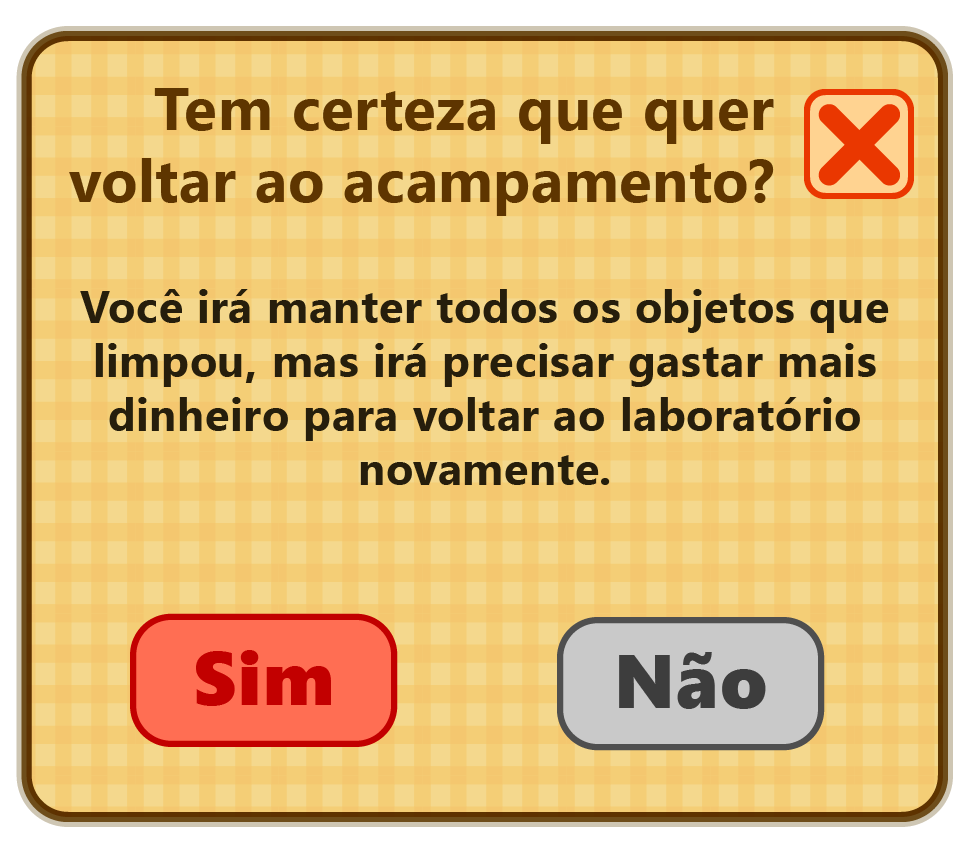 Tem certeza que quer
voltar ao acampamento?
Você irá manter todos os objetos que
limpou, mas irá precisar gastar mais
dinheiro para voltar ao laboratório
novamente.
Sim
Não